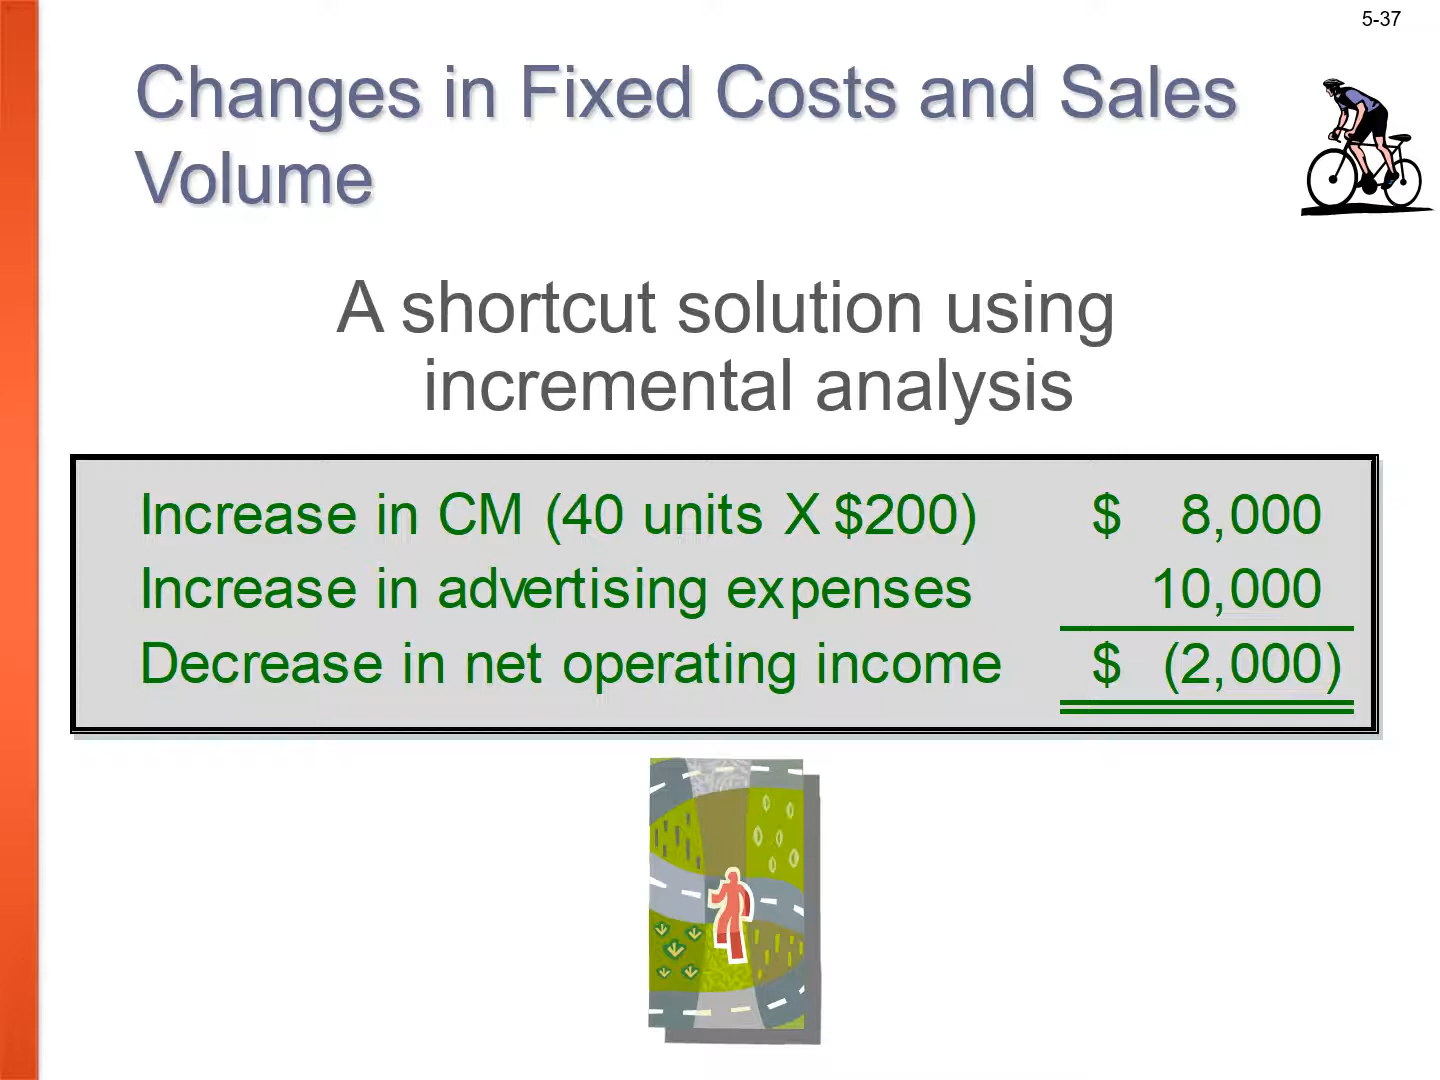 5-37
Changes in Fixed Costs and Sales
Volume
A shortcut solution using
incremental analysis
Increase in CM (40 units X $200) $ 8,000
Increase in advertising expenses 10,000
Decrease in net operating income $ (2,000)